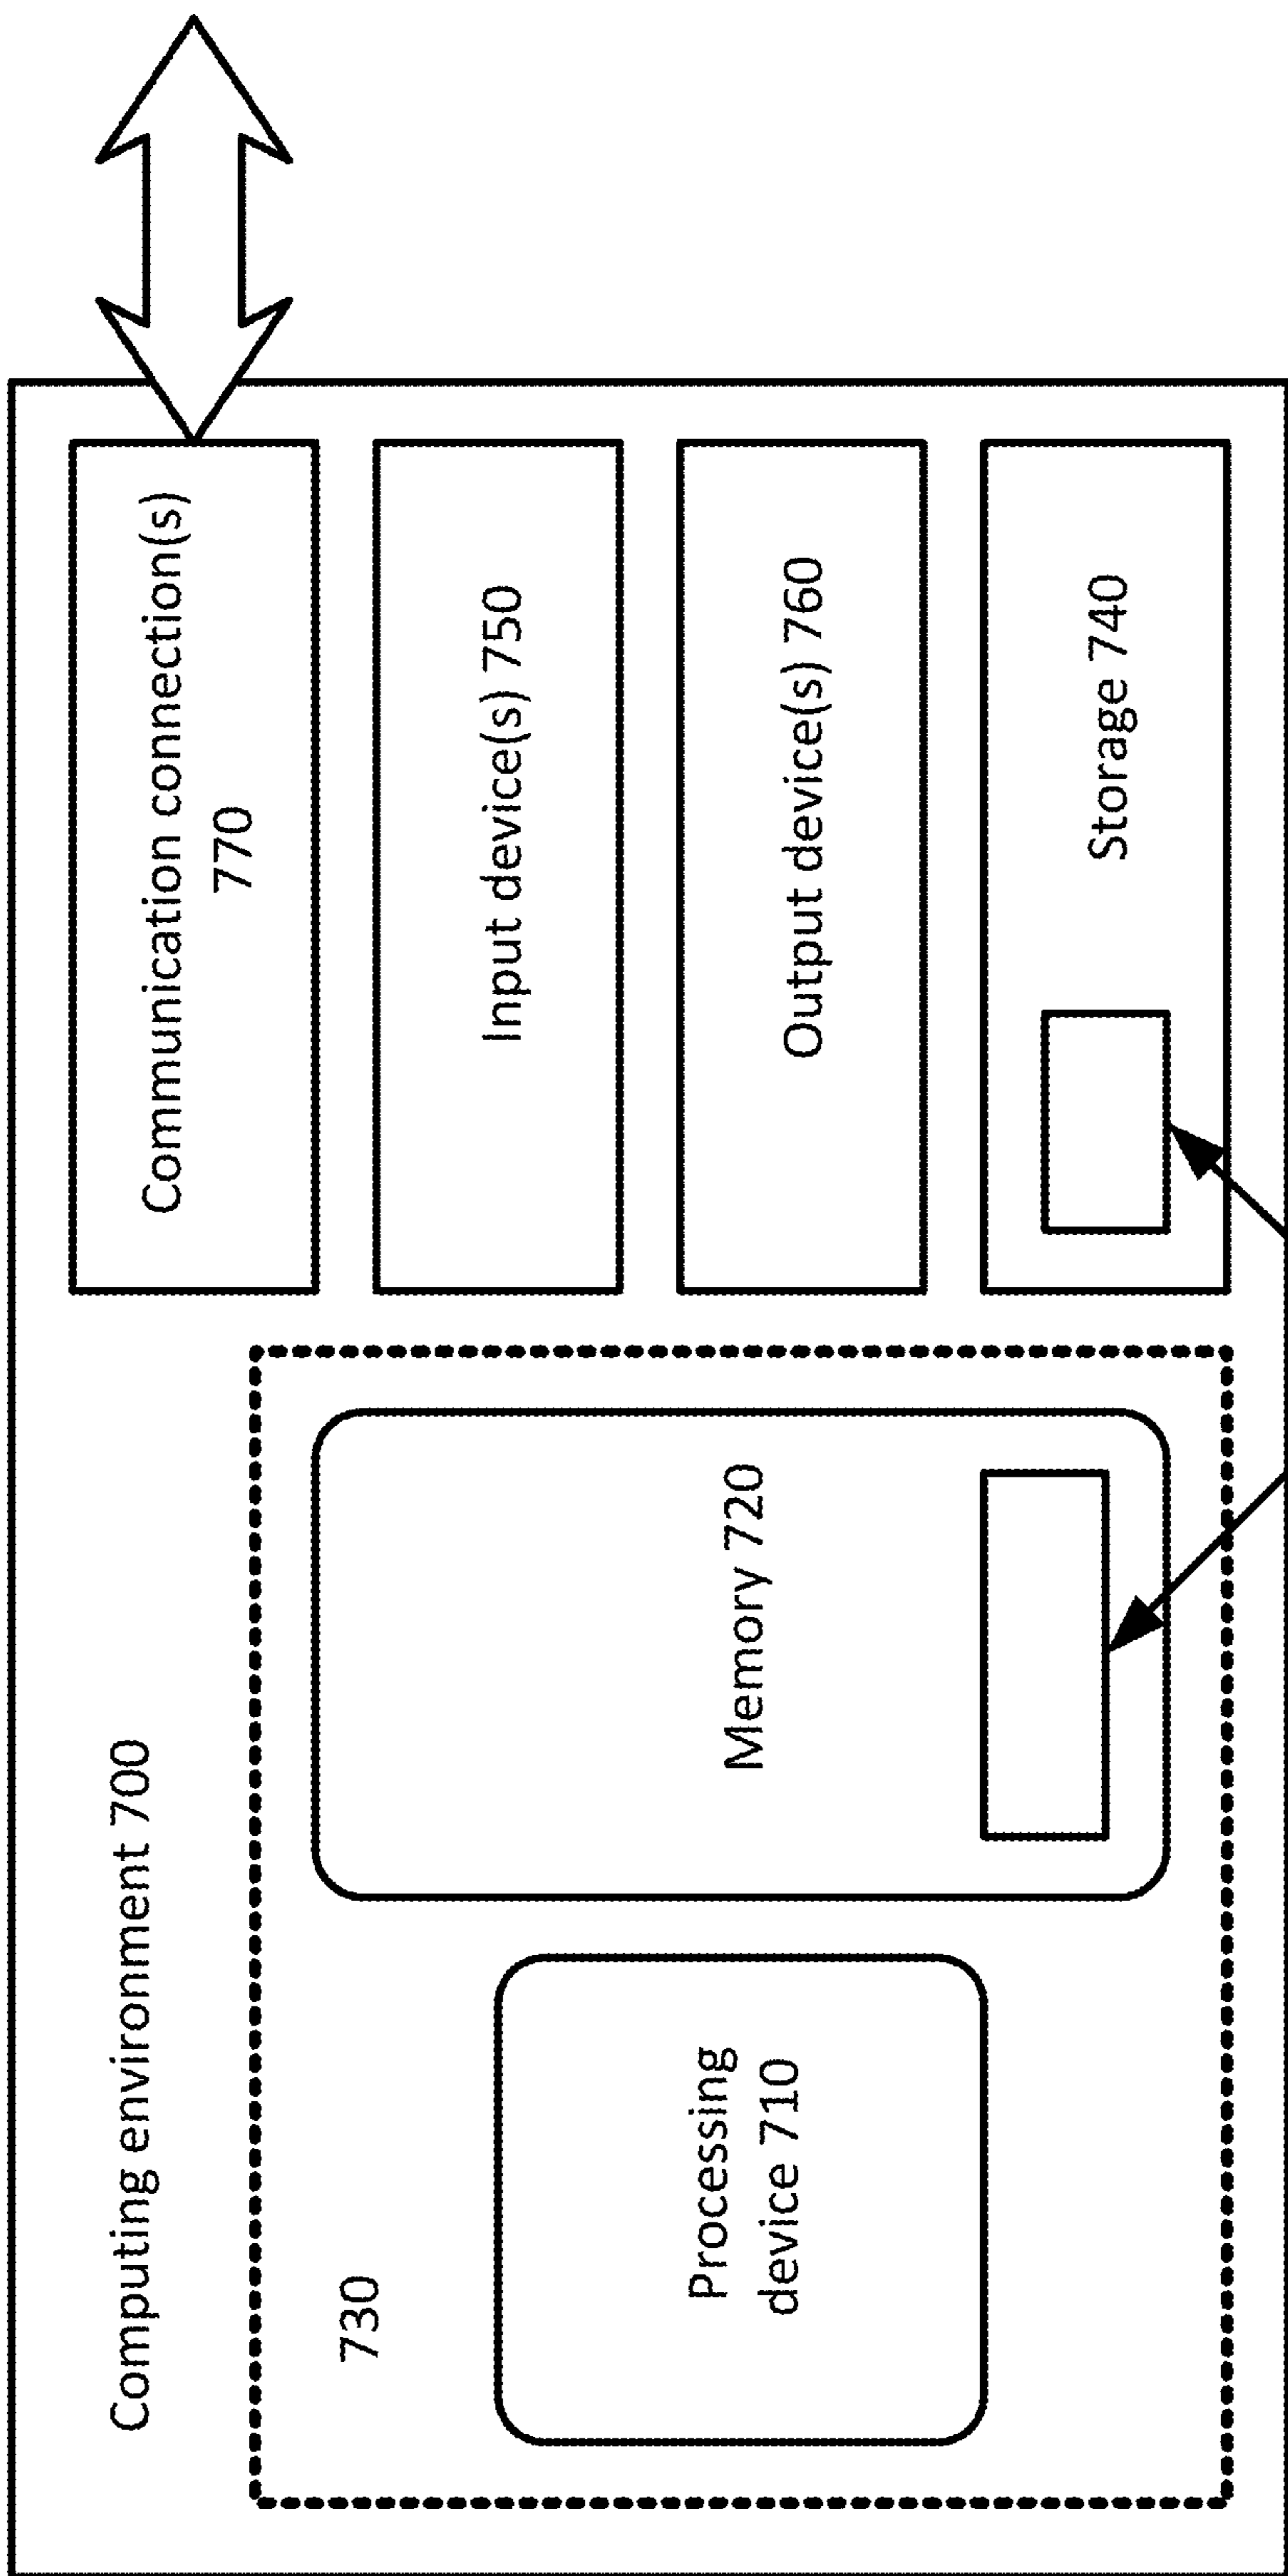 Computing environment 700
730
Processing
device 710
Memory 720
Communication connection(s)
770
Input device(s) 750
Output device(s) 760
Storage 740